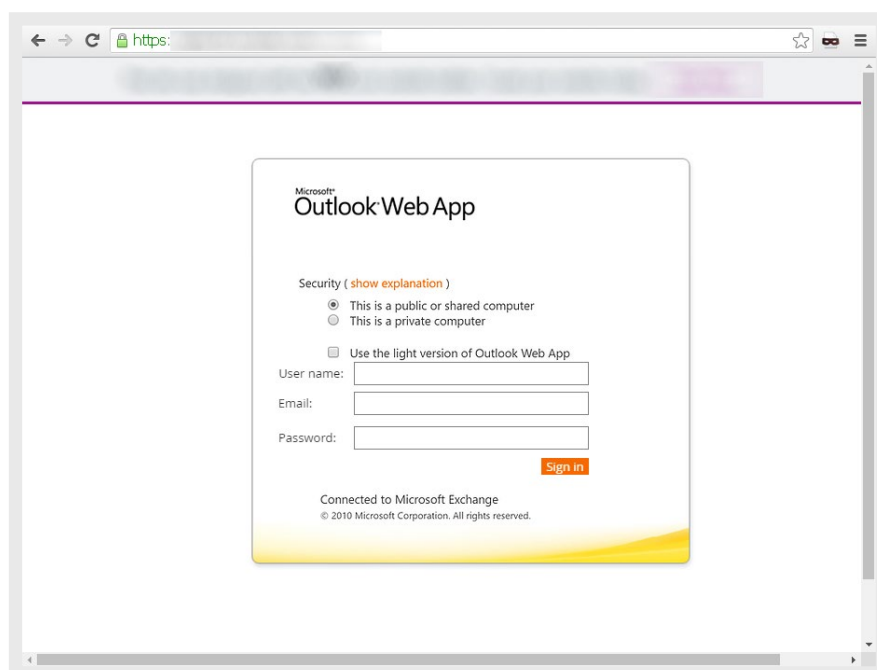 https:
Microsoft®
Outlook Web App
Security ( show explanation )
This is a public or shared computer
This is a private computer
Use the light version of Outlook Web App
User name:
Email:
Password:
Sign in
Connected to Microsoft Exchange
© 2010 Microsoft Corporation. All rights reserved.